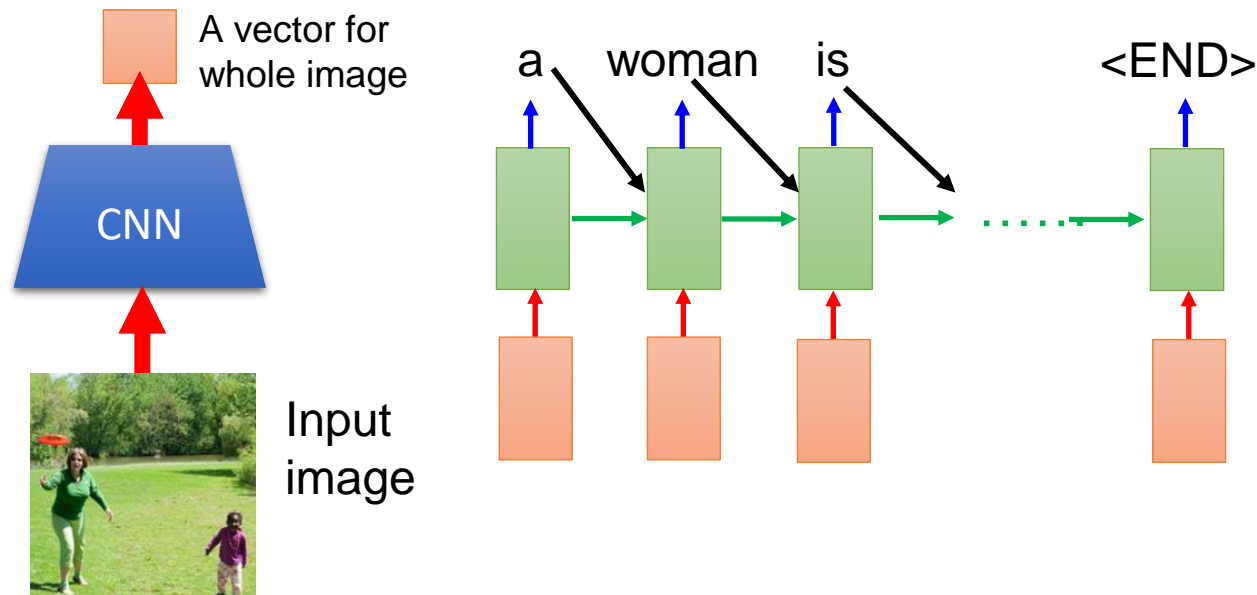 A vector for
whole image
CNN
Input
image
a woman is <END>
......